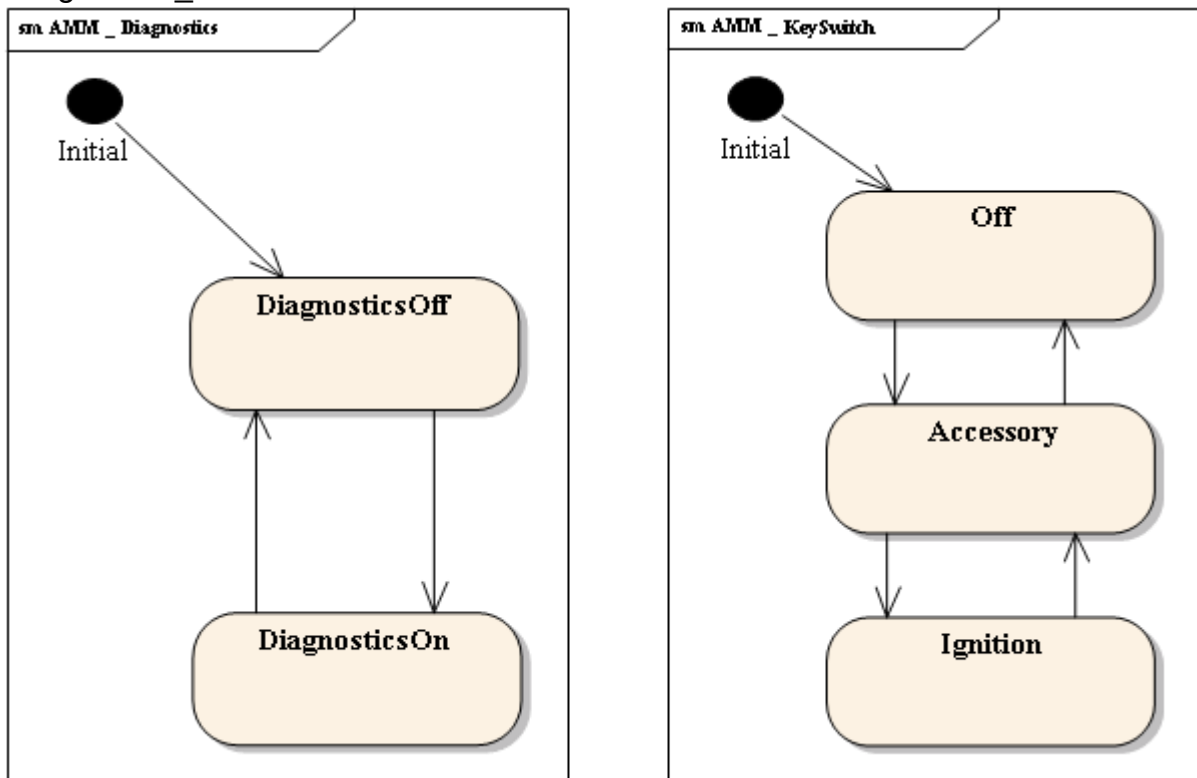 sm AMM _ Diagnostics
Initial
DiagnosticsOff
DiagnosticsOn
sm AMM _ KeySwitch
Initial
Off
Accessory
Ignition